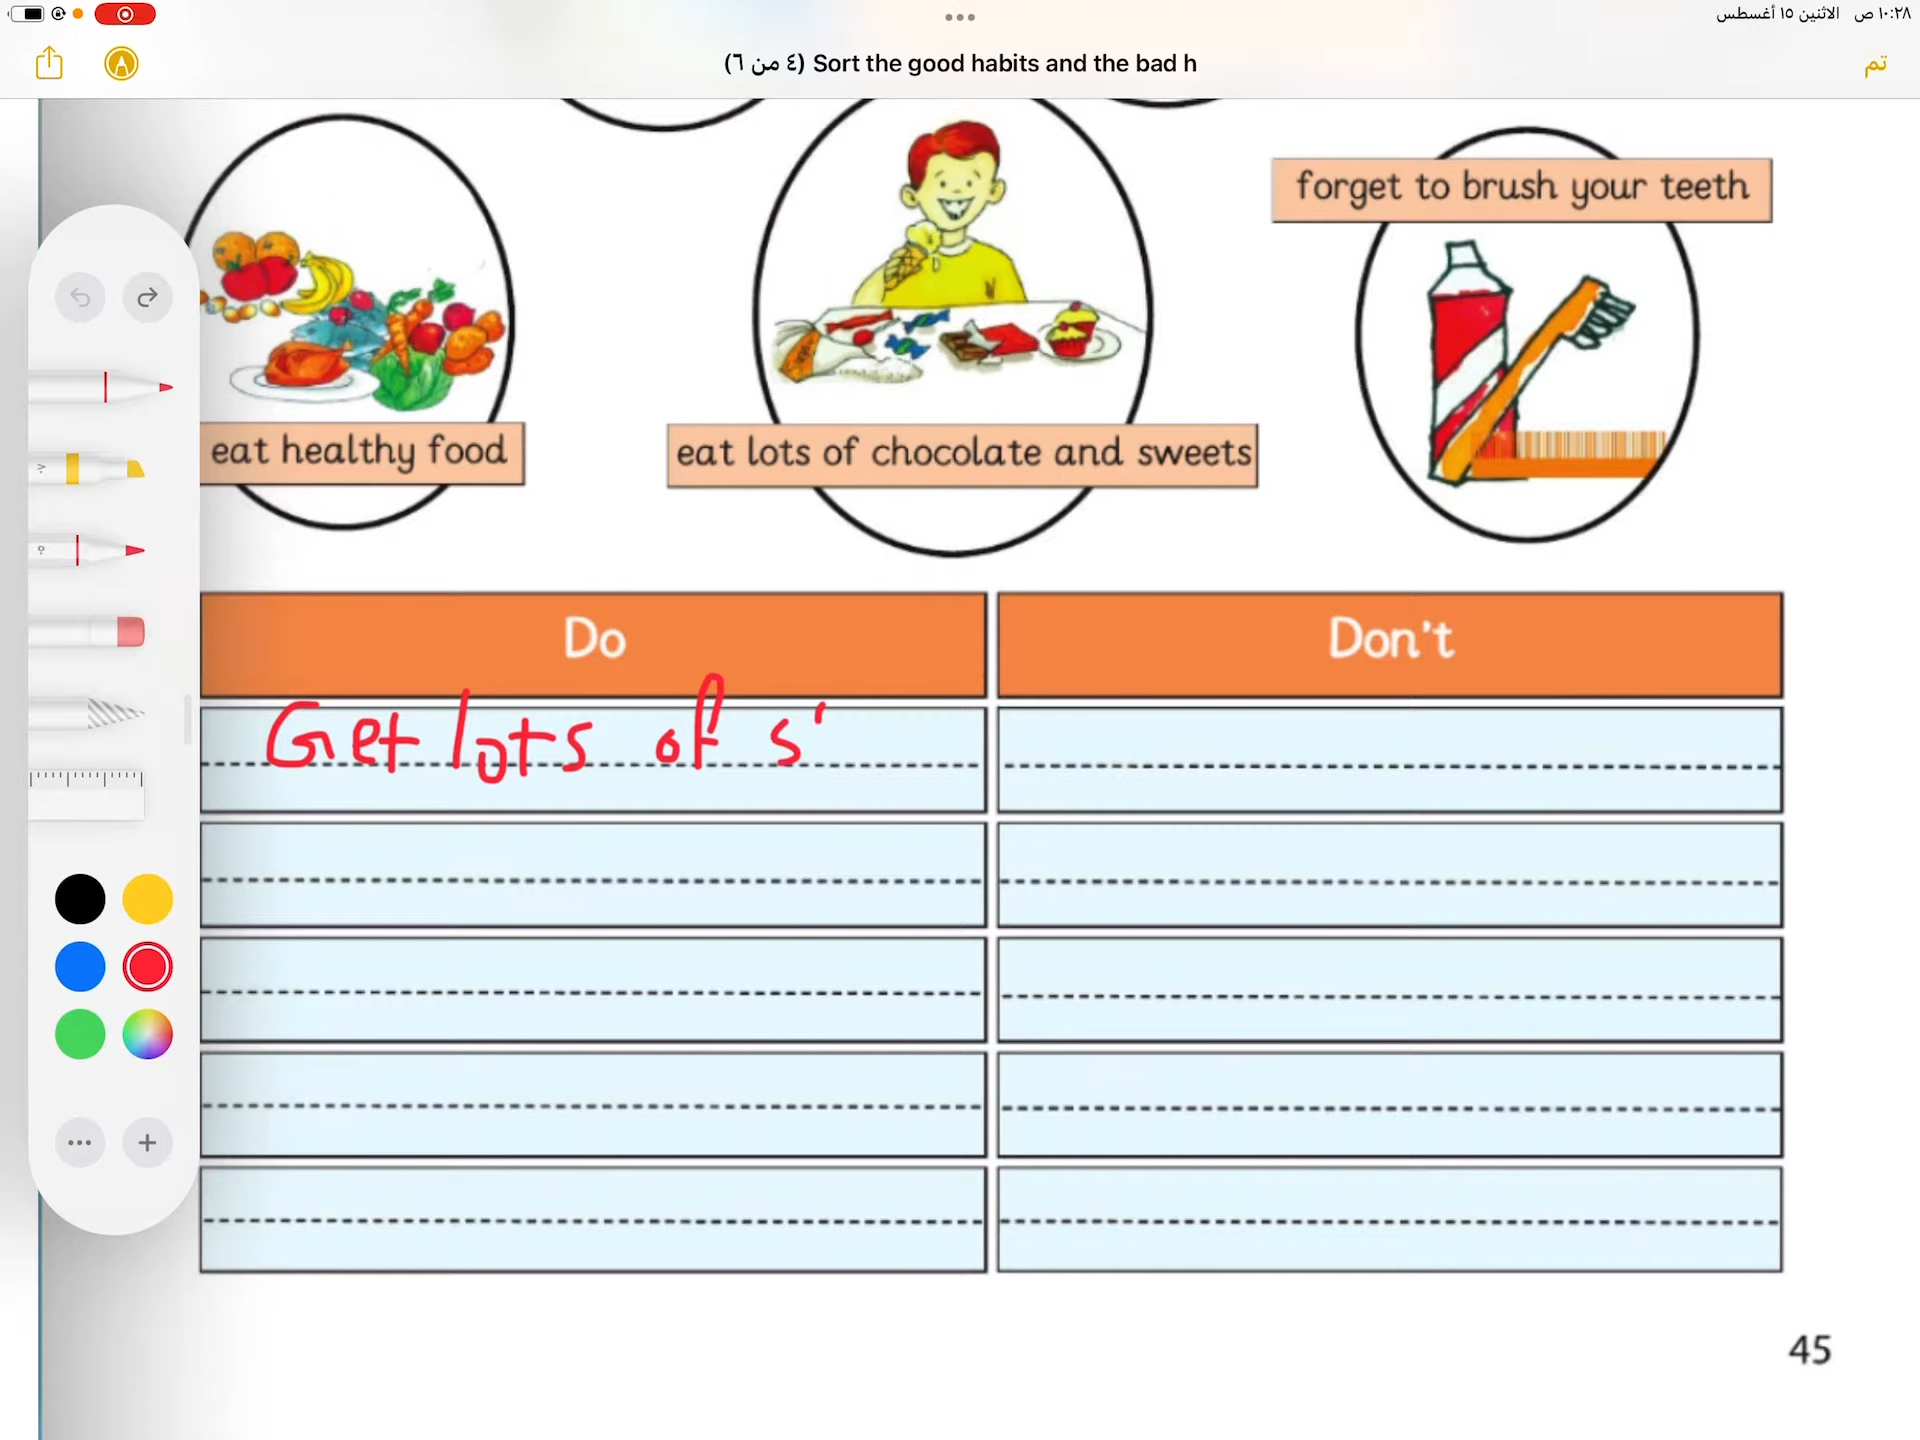 ١٠:٢٨ ص الاثنين ١٥ أغسطس
Sort the good habits and the bad h (٤ من ٦)
تم
forget to brush your teeth
eat healthy food
eat lots of chocolate and sweets
Do
Don't
Get lots of s
45